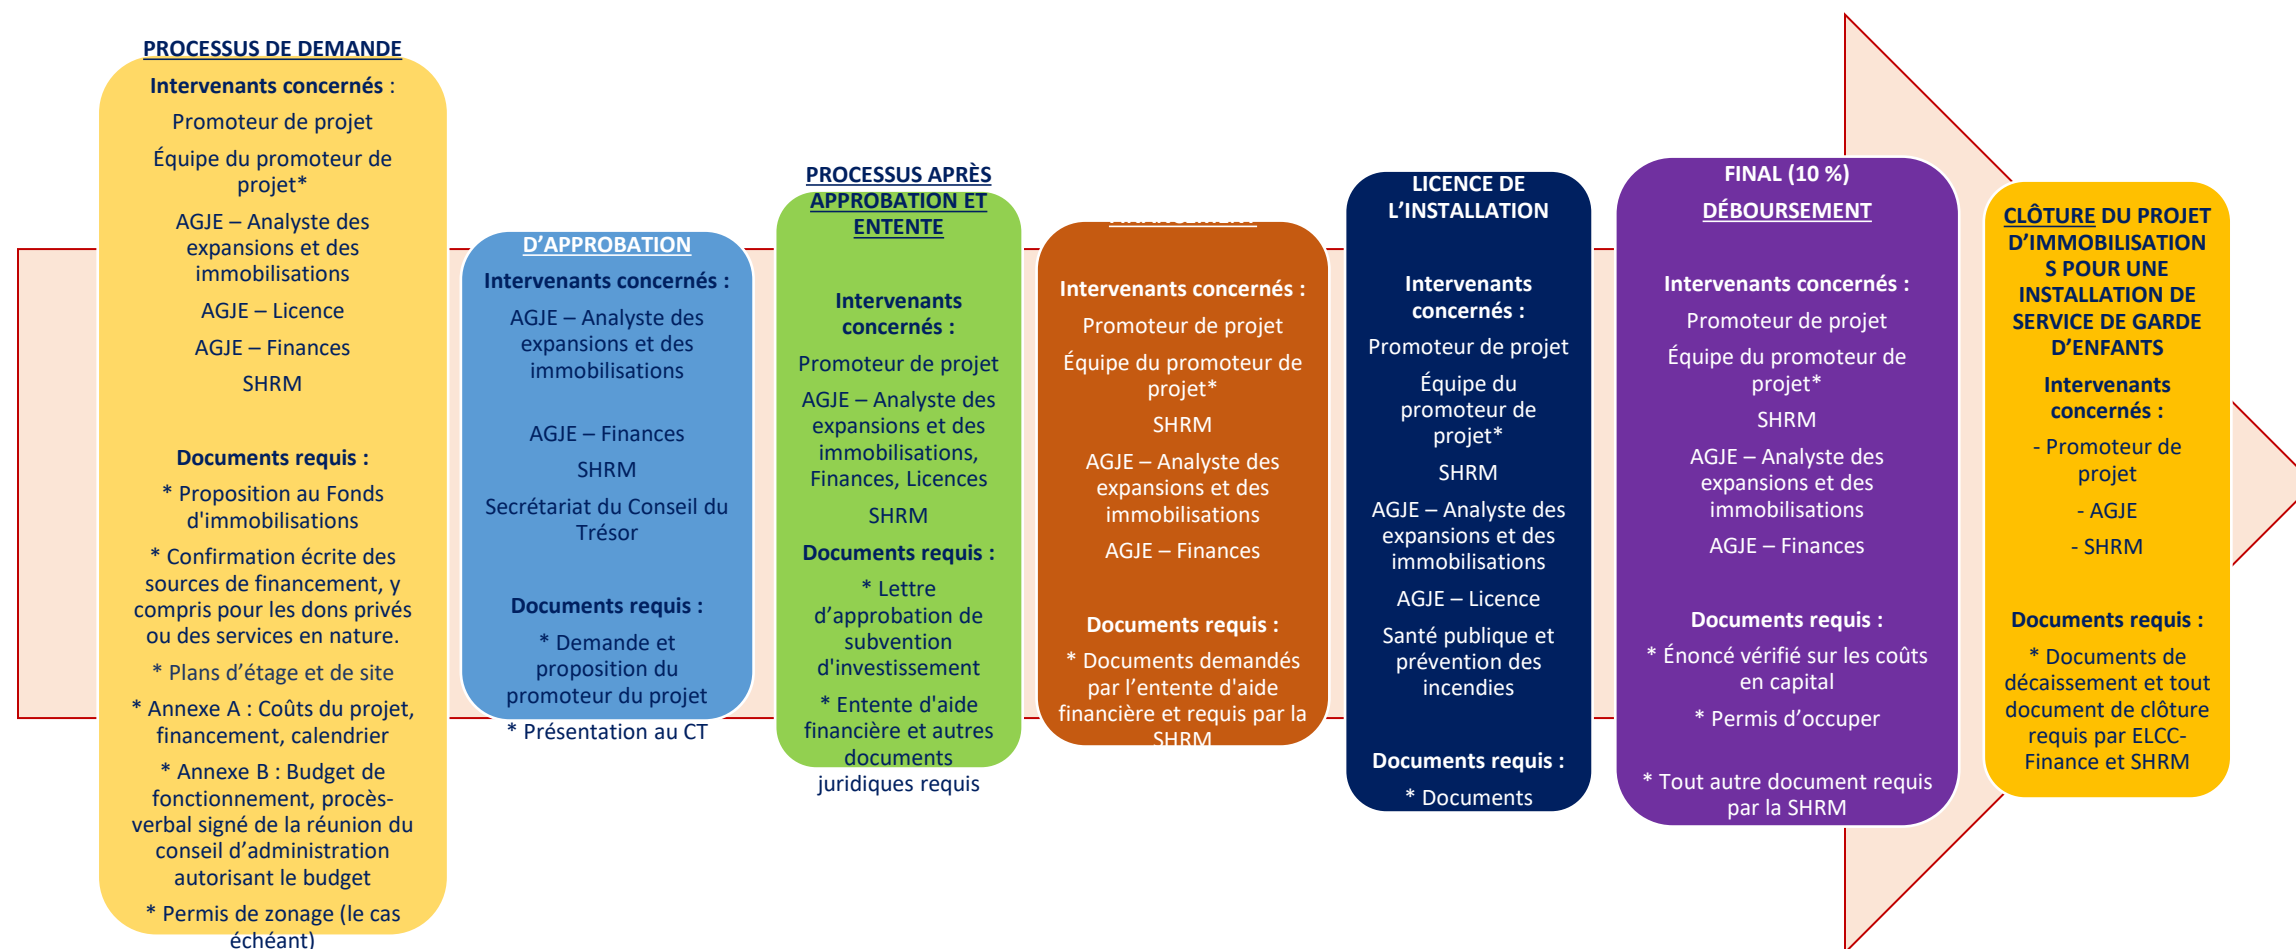 PROCESSUS DE DEMANDE
Intervenants concernés :
Promoteur de projet
Équipe du promoteur de
projet*
AGJE – Analyste des
expansions et des
immobilisations
AGJE – Licence
AGJE – Finances
SHRM
Documents requis :
* Proposition au Fonds
d'immobilisations
* Confirmation écrite des
sources de financement, y
compris pour les dons privés
ou des services en nature.
* Plans d’étage et de site
* Annexe A : Coûts du projet,
financement, calendrier
* Annexe B : Budget de
fonctionnement, procès-
verbal signé de la réunion du
conseil d’administration
autorisant le budget
* Permis de zonage (le cas
échéant)
D’APPROBATION
Intervenants concernés :
AGJE – Analyste des
expansions et des
immobilisations
AGJE – Finances
SHRM
Secrétariat du Conseil du
Trésor
Documents requis :
* Demande et
proposition du
promoteur du projet
* Présentation au CT
PROCESSUS APRÈS
APPROBATION ET
ENTENTE
Intervenants
concernés :
Promoteur de projet
AGJE – Analyste des
expansions et des
immobilisations,
Finances, Licences
SHRM
Documents requis :
* Lettre
d’approbation de
subvention
d'investissement
* Entente d'aide
financière et autres
documents
juridiques requis
Intervenants concernés :
Promoteur de projet
Équipe du promoteur de
projet*
SHRM
AGJE – Analyste des
expansions et des
immobilisations
AGJE – Finances
Documents requis :
* Documents demandés
par l’entente d'aide
financière et requis par la
SHRM
LICENCE DE
L’INSTALLATION
Intervenants
concernés :
Promoteur de projet
Équipe du
promoteur de
projet*
SHRM
AGJE – Analyste des
expansions et des
immobilisations
AGJE – Licence
Santé publique et
prévention des
incendies
Documents requis :
* Documents
FINAL (10 %)
DÉBOURSEMENT
Intervenants concernés :
Promoteur de projet
Équipe du promoteur de
projet*
SHRM
AGJE – Analyste des
expansions et des
immobilisations
AGJE – Finances
Documents requis :
* Énoncé vérifié sur les coûts
en capital
* Permis d’occuper
* Tout autre document requis
par la SHRM
CLÔTURE DU PROJET
D’IMMOBILISATION
S POUR UNE
INSTALLATION DE
SERVICE DE GARDE
D’ENFANTS
Intervenants
concernés :
- Promoteur de
projet
- AGJE
- SHRM
Documents requis :
* Documents de
décaissement et tout
document de clôture
requis par ELCC-
Finance et SHRM